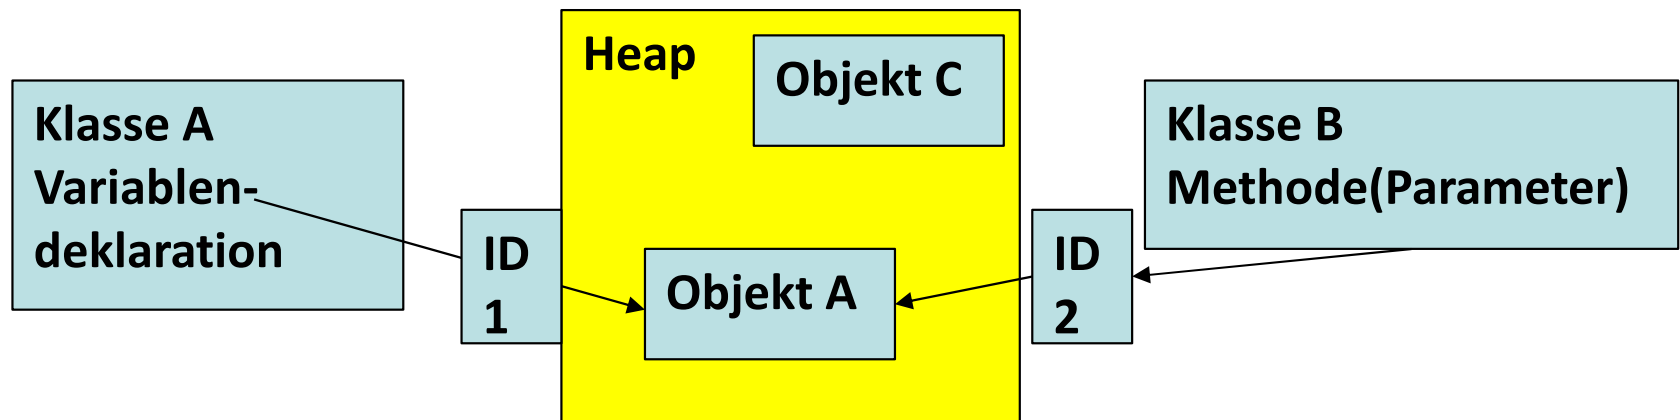 Klasse A
Variablen-
deklaration
ID
1
Heap
Objekt C
Objekt A
ID
2
Klasse B
Methode(Parameter)